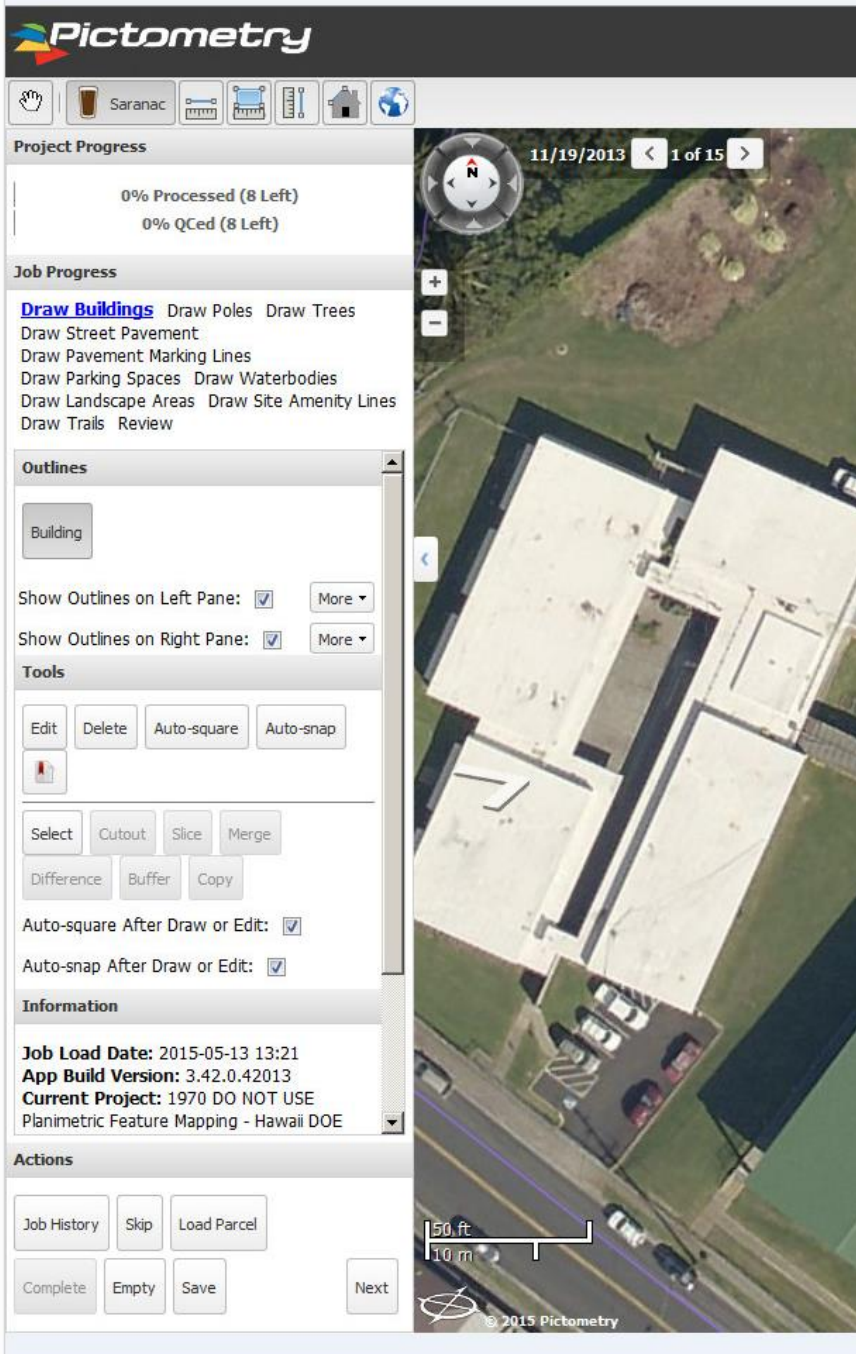 Pictometry
Saranac
Project Progress
0% Processed (8 Left)
0% QCed (8 Left)
Job Progress
Draw Buildings Draw Poles Draw Trees
Draw Street Pavement
Draw Pavement Marking Lines
Draw Parking Spaces Draw Waterbodies
Draw Landscape Areas Draw Site Amenity Lines
Draw Trails Review
Outlines
Building
Show Outlines on Left Pane: More
Show Outlines on Right Pane: More
Tools
Edit Delete Auto-square Auto-snap
Select Cutout Slice Merge
Difference Buffer Copy
Auto-square After Draw or Edit:
Auto-snap After Draw or Edit:
Information
Job Load Date: 2015-05-13 13:21
App Build Version: 3.42.0.42013
Current Project: 1970 DO NOT USE
Planimetric Feature Mapping - Hawaii DOE
Actions
Job History Skip Load Parcel
Complete Empty Save Next
11/19/2013 < 1 of 15 >
N
+
-
50 ft
10 m
© 2015 Pictometry